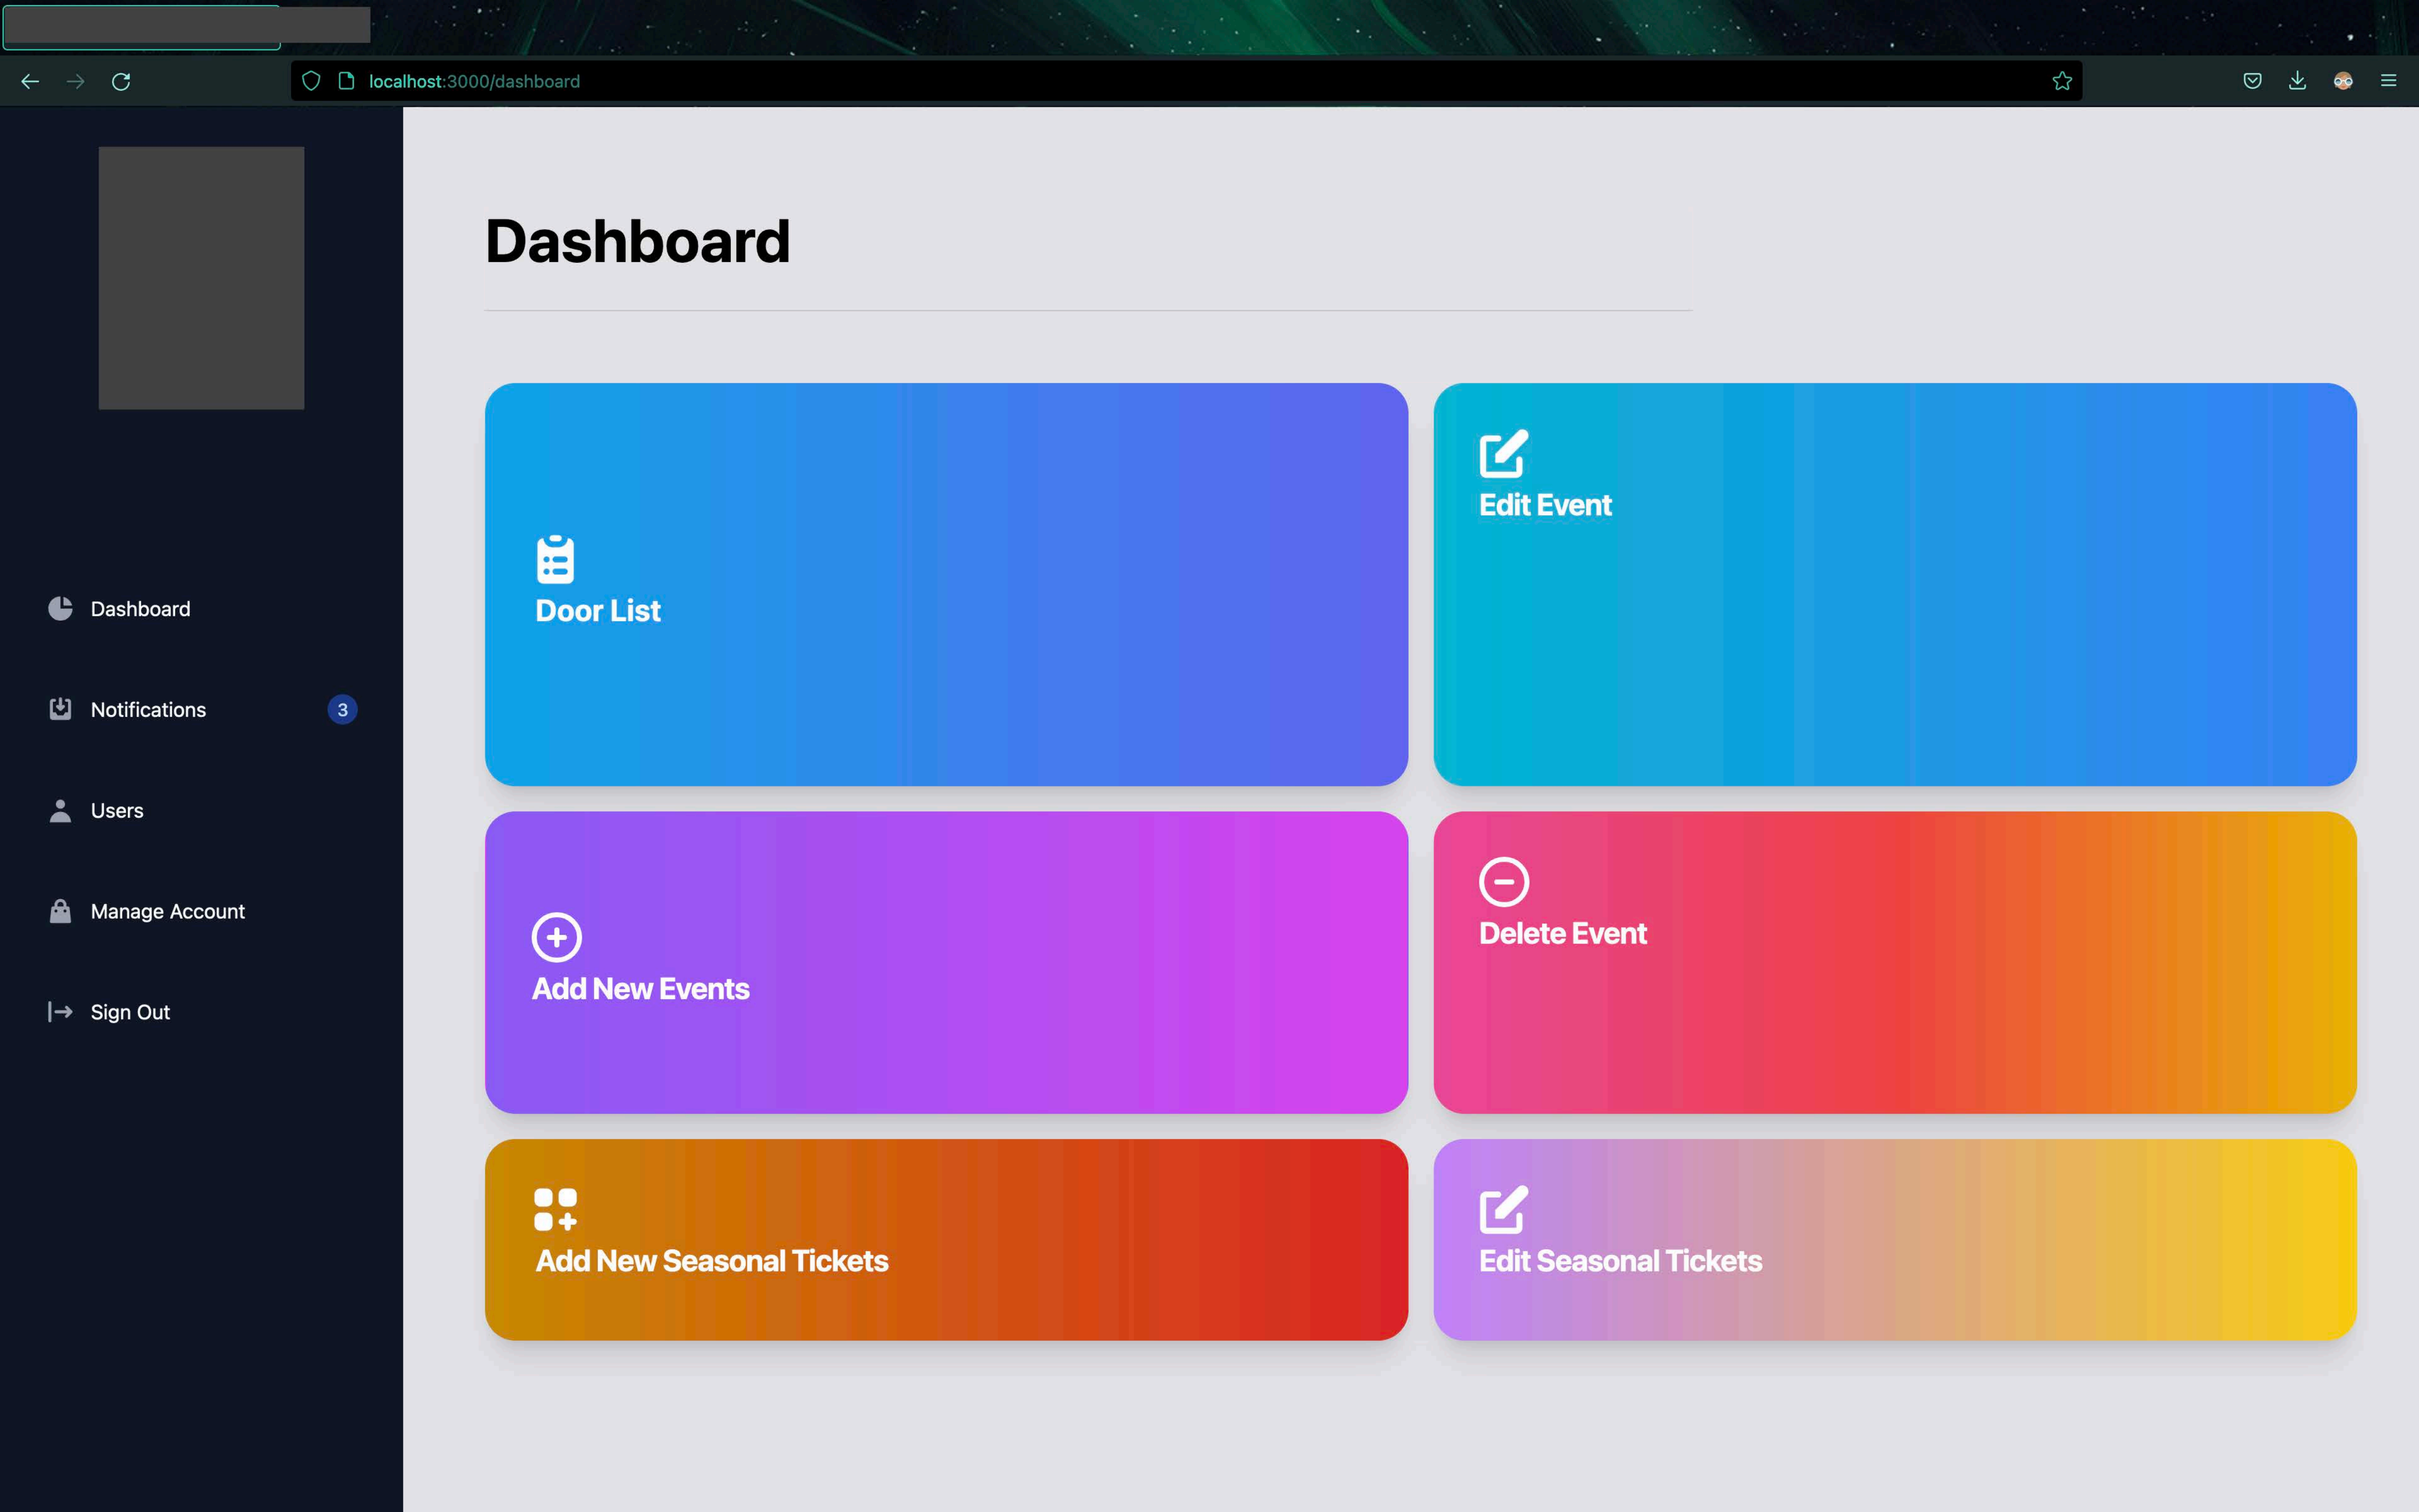 localhost:3000/dashboard
Dashboard
Dashboard
Notifications 3
Users
Manage Account
Sign Out
Door List
Edit Event
Add New Events
Delete Event
Add New Seasonal Tickets
Edit Seasonal Tickets